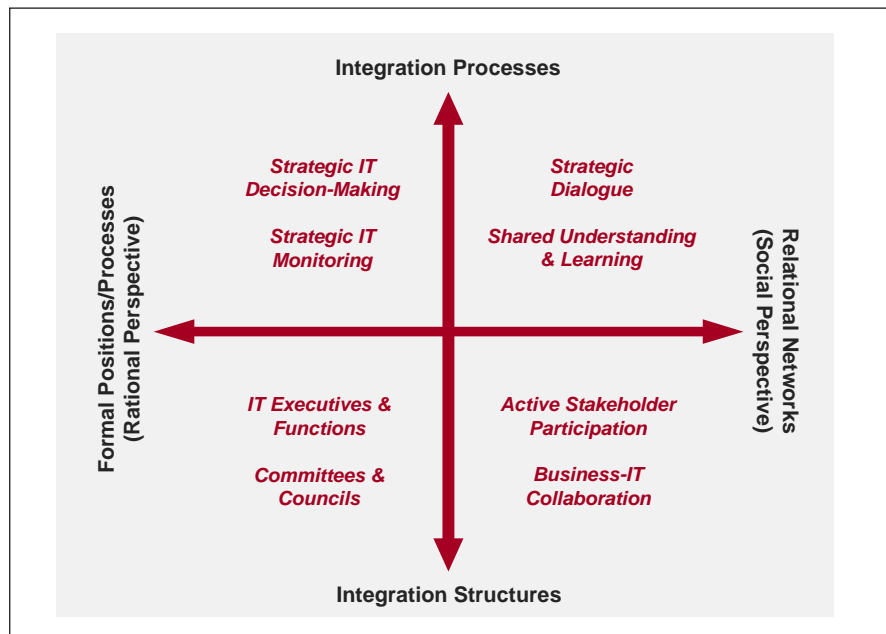 Integration Processes
Strategic IT
Decision-Making
Strategic
Dialogue
Strategic IT
Monitoring
Shared Understanding
& Learning
Formal Positions/Processes
(Rational Perspective)
Relational Networks
(Social Perspective)
IT Executives &
Functions
Active Stakeholder
Participation
Committees &
Councils
Business-IT
Collaboration
Integration Structures